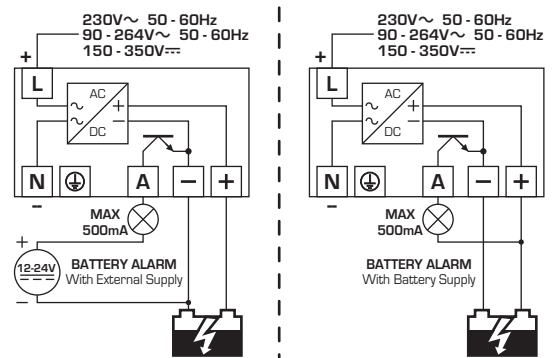 230V~ 50 - 60Hz
90 - 264V~ 50 - 60Hz
150 - 350V⎓
+
L
AC
+
−
DC
N
A
−
+
−
MAX
500mA
+
12-24V
−
BATTERY ALARM
With External Supply
230V~ 50 - 60Hz
90 - 264V~ 50 - 60Hz
150 - 350V⎓
+
L
AC
+
−
DC
N
A
−
+
−
MAX
500mA
BATTERY ALARM
With Battery Supply